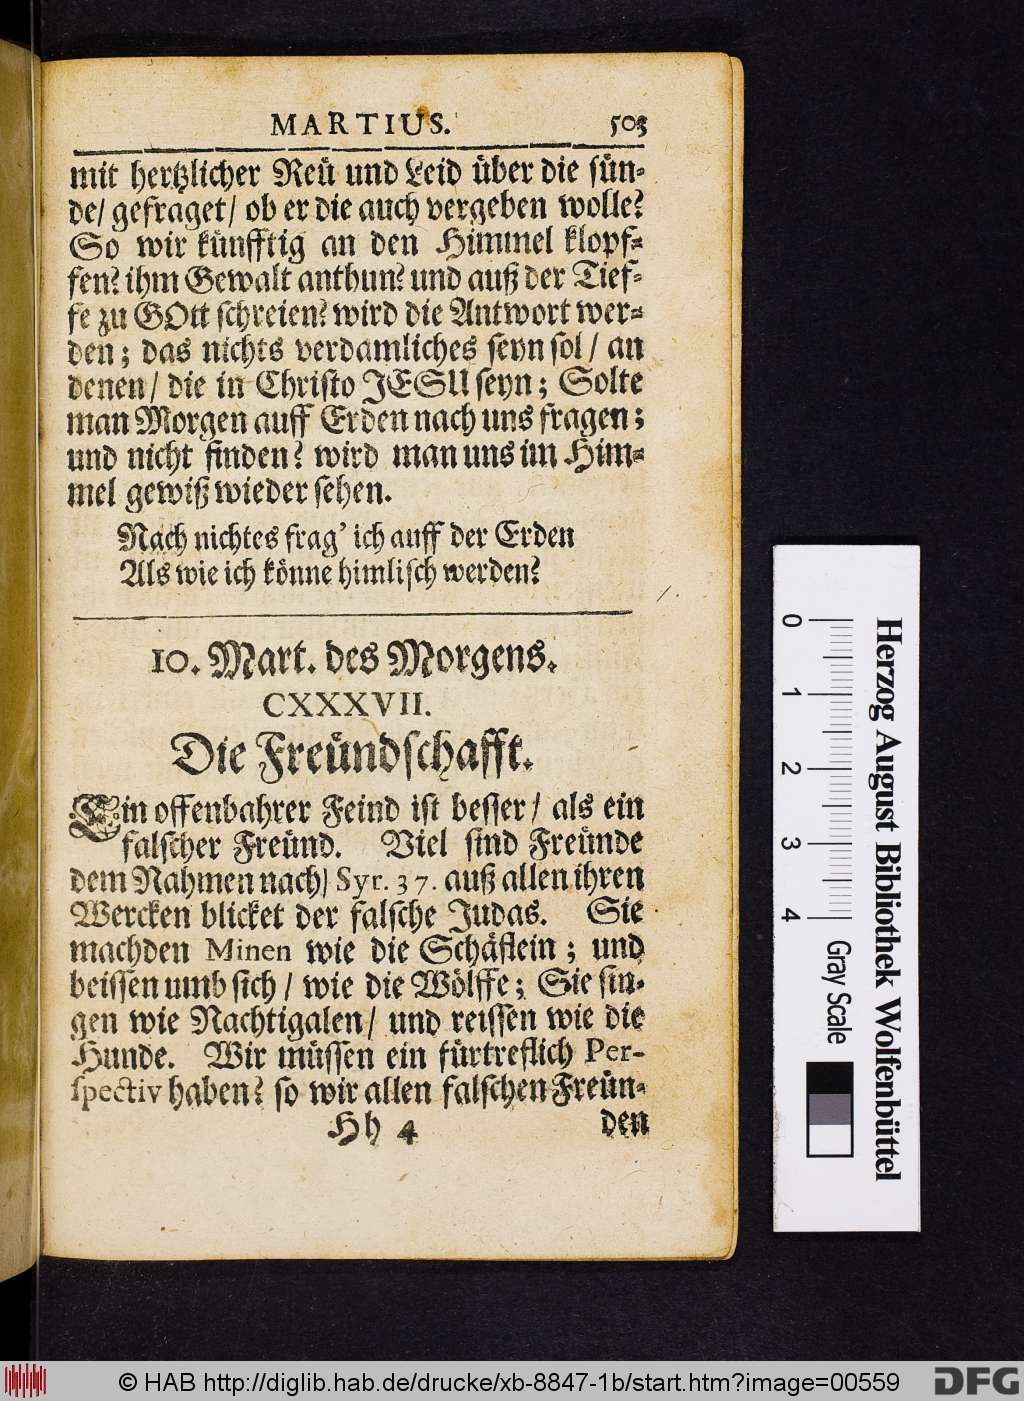 MARTIUS. 503
mit hertzlicher Reü und Leid über die sün-
de/ gefraget/ ob er die auch vergeben wolle?
So wir künfftig an den Himmel klopf-
fen? ihm Gewalt anthun? und auß der Tief-
fe zu GOtt schreien? wird die Antwort wer-
den; das nichts verdamliches seyn sol/ an
denen/ die in Christo JESU seyn; Solte
man Morgen auff Erden nach uns fragen;
und nicht finden? wird man uns im Him-
mel gewiß wieder sehen.
Nach nichtes frag' ich auff der Erden
Als wie ich könne himlisch werden?
10. Mart. des Morgens.
CXXXVII.
Die Freündschafft.
Ein offenbahrer Feind ist besser/ als ein
falscher Freünd. Viel sind Freünde
dem Nahmen nach/ Syr. 37. auß allen ihren
Wercken blicket der falsche Judas. Sie
machden Minen wie die Schäflein; und
beissen umb sich/ wie die Wölffe; Sie sin-
gen wie Nachtigalen/ und reissen wie die
Hunde. Wir müssen ein fürtreflich Per-
spectiv haben? so wir allen falschen Freün-
Hh 4 den
0 1 2 3 4
Gray Scale
Herzog August Bibliothek Wolfenbüttel
© HAB http://diglib.hab.de/drucke/xb-8847-1b/start.htm?image=00559
DFG